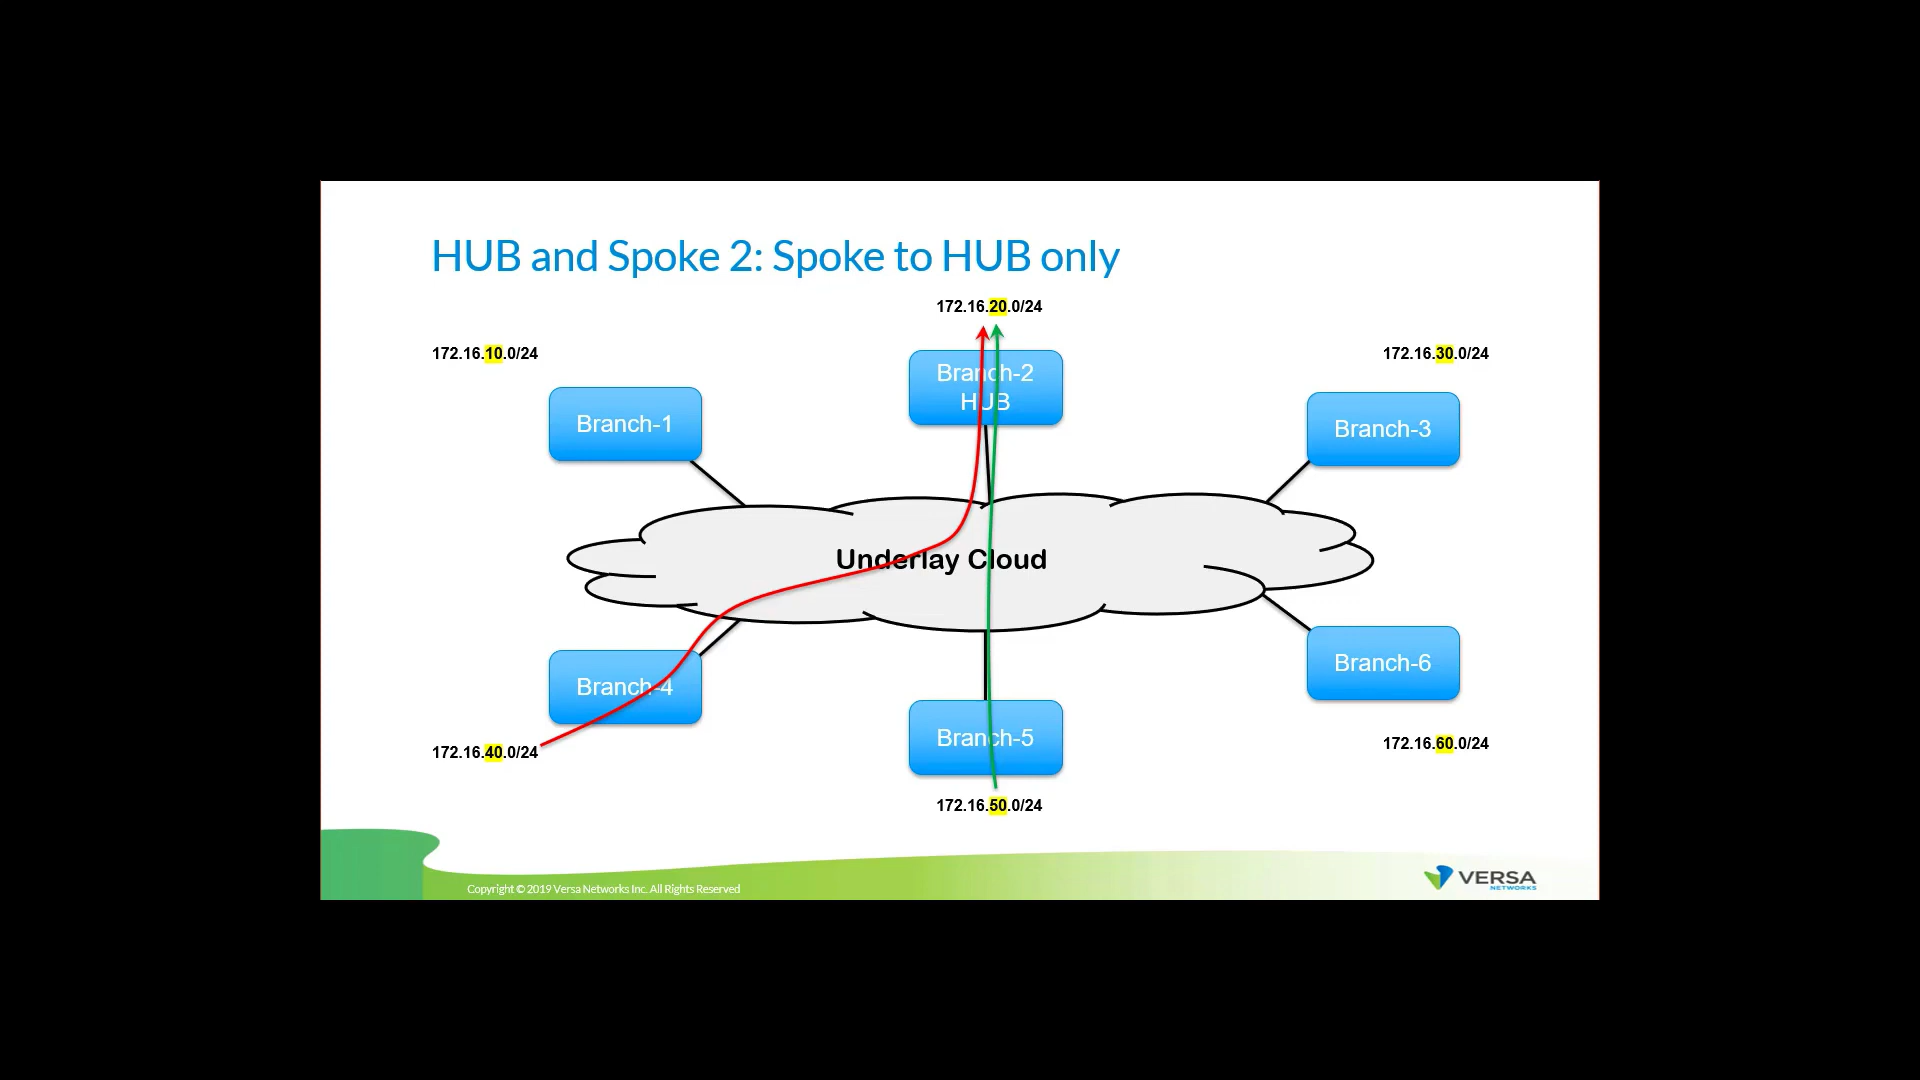 HUB and Spoke 2: Spoke to HUB only
172.16.20.0/24
172.16.10.0/24
172.16.30.0/24
Branch-2
HUB
Branch-1
Branch-3
Underlay Cloud
Branch-4
Branch-6
Branch-5
172.16.40.0/24
172.16.60.0/24
172.16.50.0/24
Copyright © 2019 Versa Networks Inc. All Rights Reserved
VERSA
NETWORKS